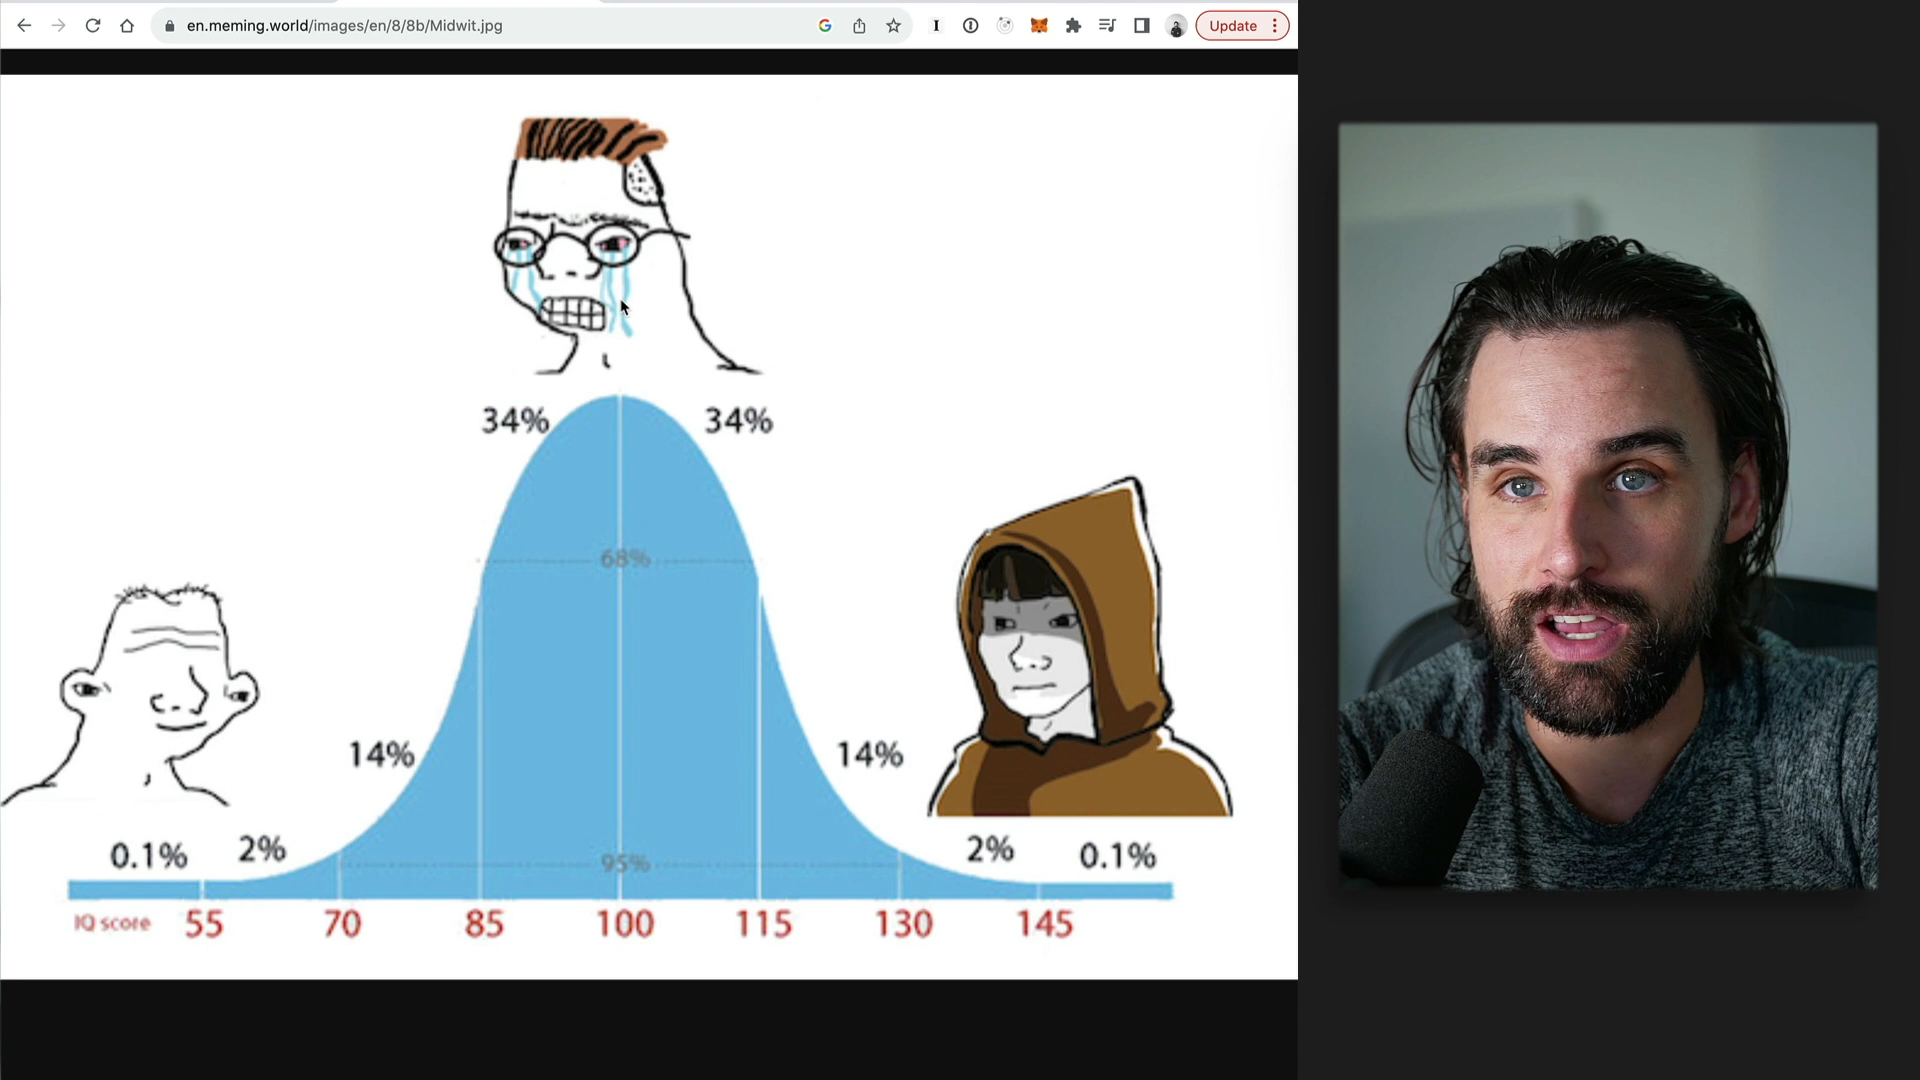 en.meming.world/images/en/8/8b/Midwit.jpg
Update
34% 34%
68%
14% 14%
0.1% 2% 2% 0.1%
95%
IQ score 55 70 85 100 115 130 145